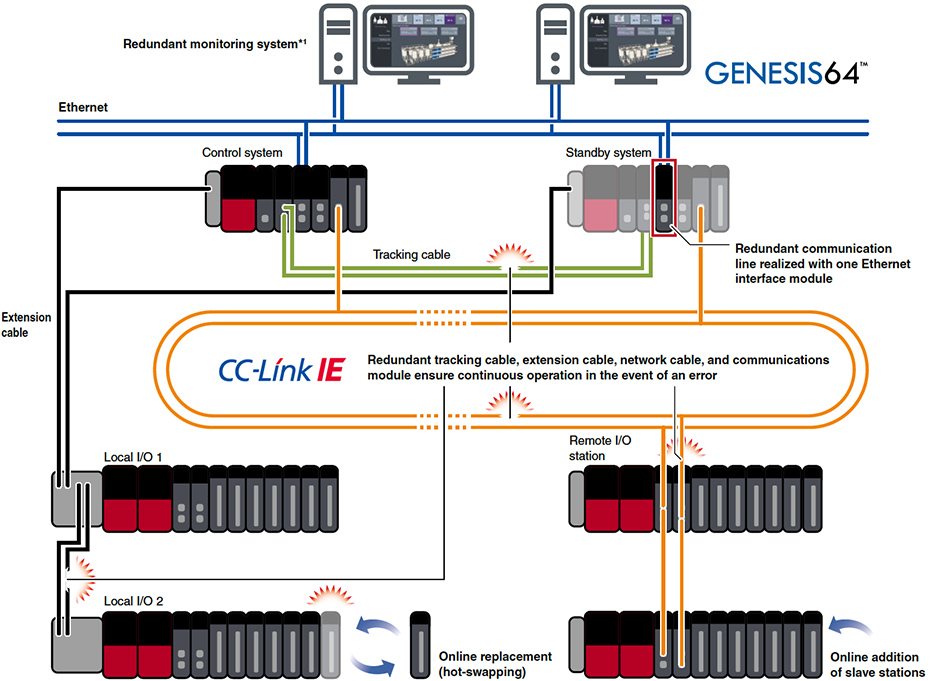 Redundant monitoring system*1
GENESIS64™
Ethernet
Control system
Standby system
Tracking cable
Redundant communication
line realized with one Ethernet
interface module
Extension
cable
CC-Link IE
Redundant tracking cable, extension cable, network cable, and communications
module ensure continuous operation in the event of an error
Local I/O 1
Remote I/O
station
Local I/O 2
Online replacement
(hot-swapping)
Online addition
of slave stations